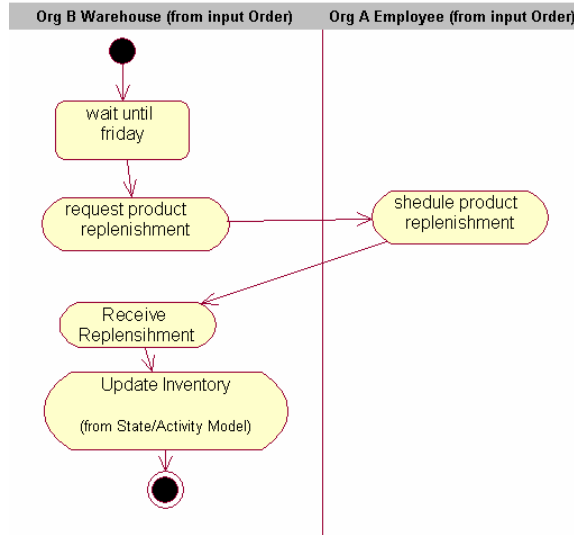 Org B Warehouse (from input Order)
Org A Employee (from input Order)
wait until
friday
request product
replenishment
shedule product
replenishment
Receive
Replensihment
Update Inventory
(from State/Activity Model)